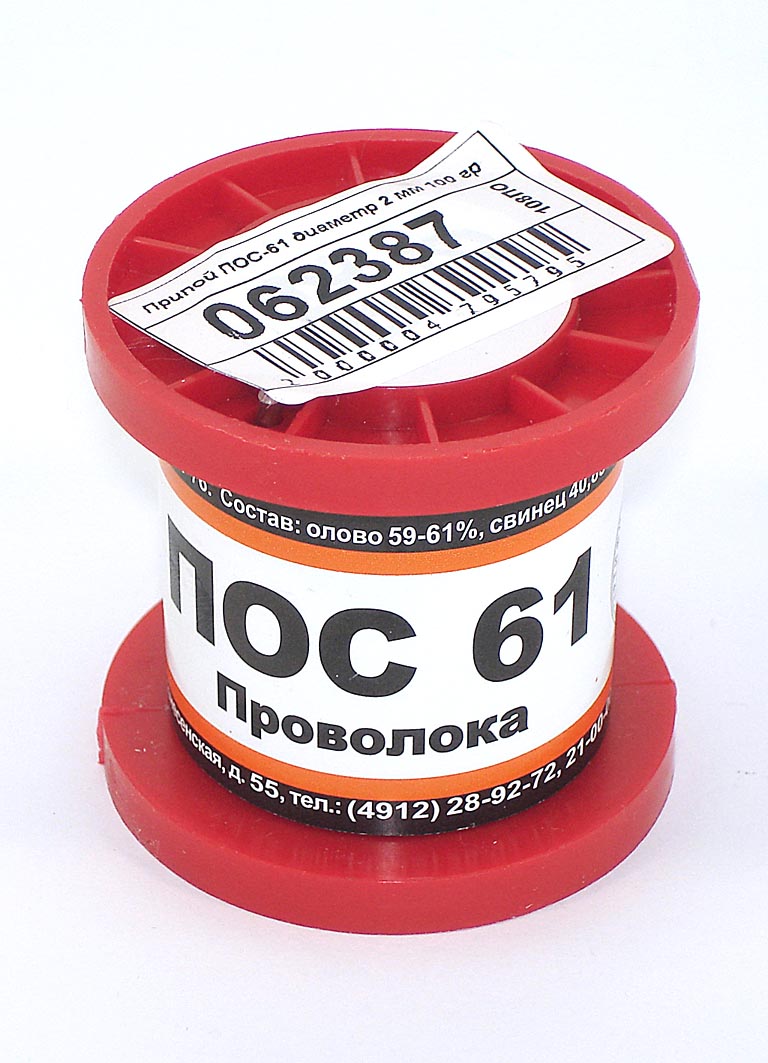 Припой ПОС-61 диаметр 2 мм 100 гр
062387
108ПО
2000004795795
Состав: олово 59-61%, свинец 40,
ПОС 61
Проволока
д. 55, тел.: (4912) 28-92-72, 21-00-